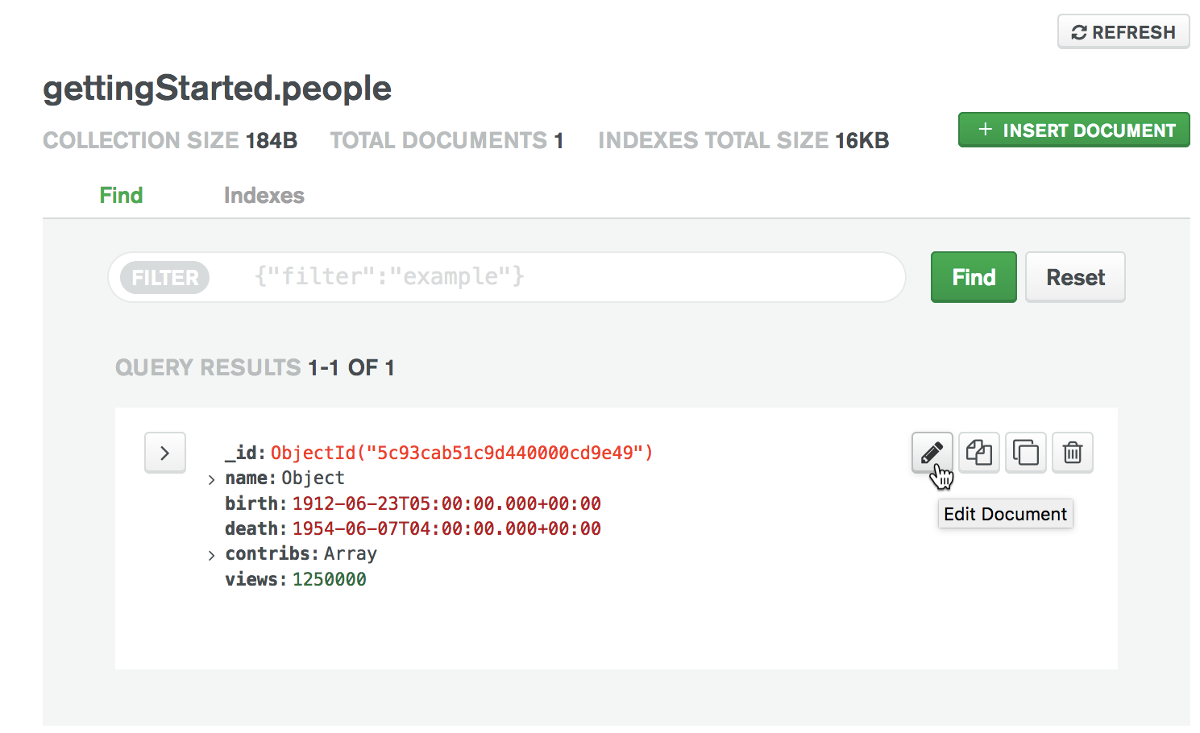 REFRESH
gettingStarted.people
COLLECTION SIZE 184B TOTAL DOCUMENTS 1 INDEXES TOTAL SIZE 16KB
+ INSERT DOCUMENT
Find Indexes
FILTER {"filter":"example"} Find Reset
QUERY RESULTS 1-1 OF 1
_id: ObjectId("5c93cab51c9d440000cd9e49")
> name: Object
birth: 1912-06-23T05:00:00.000+00:00
death: 1954-06-07T04:00:00.000+00:00
> contribs: Array
views: 1250000
Edit Document